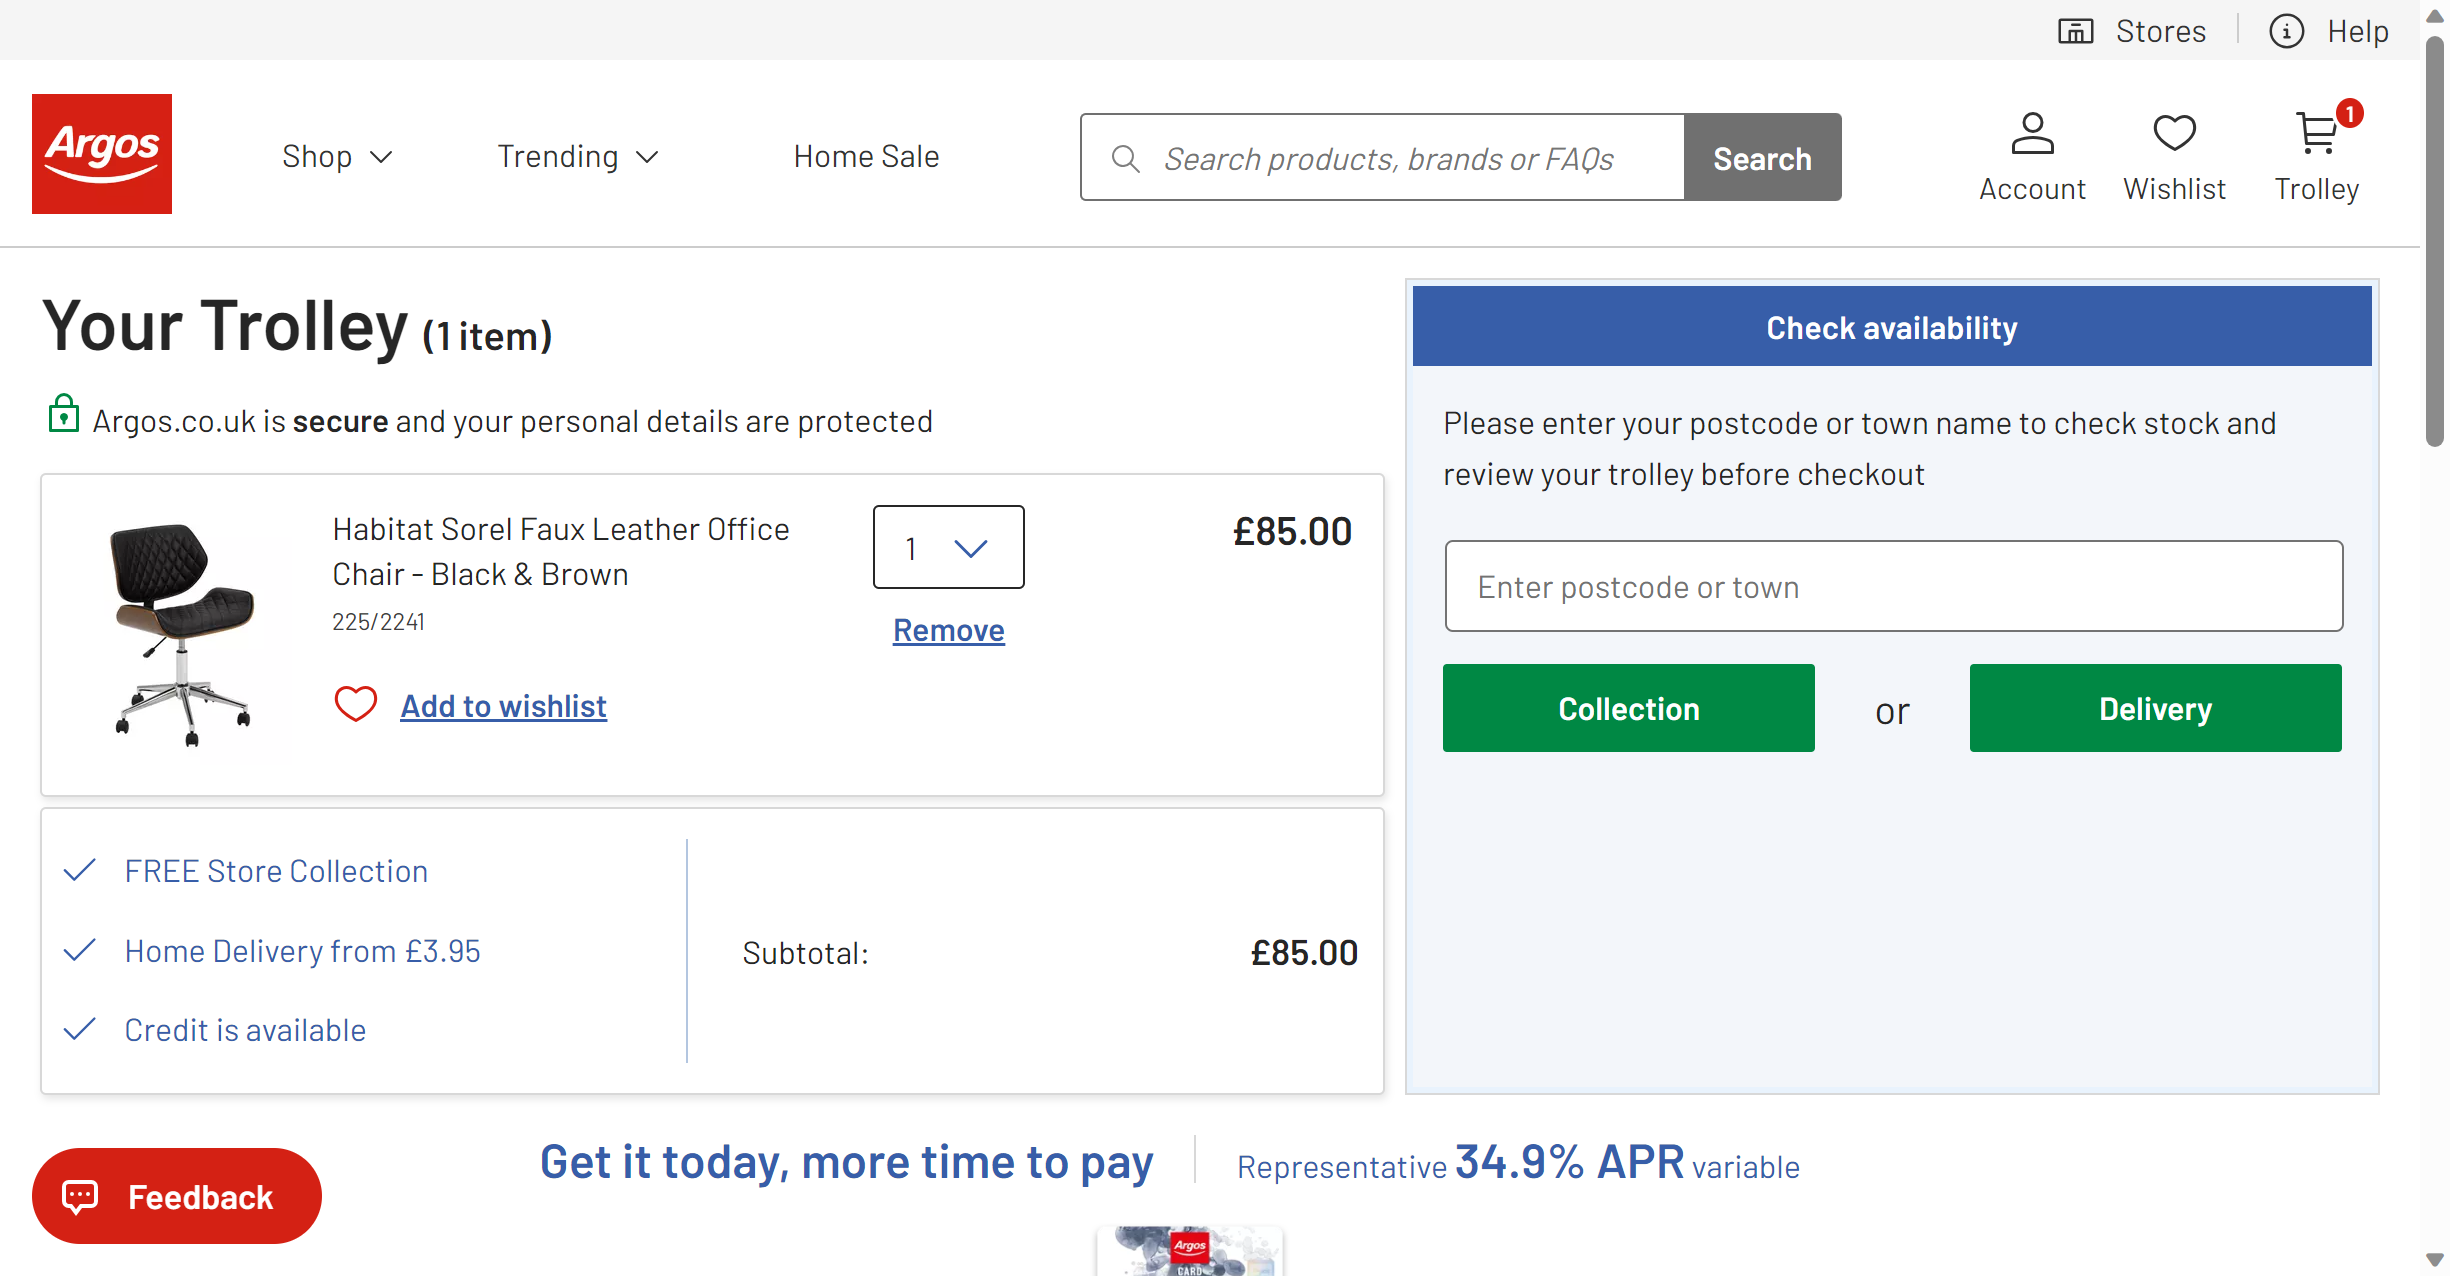 Stores
Help
Argos
Shop
Trending
Home Sale
Search products, brands or FAQs
Search
Account
Wishlist
1
Trolley
Your Trolley (1 item)
Argos.co.uk is secure and your personal details are protected
Habitat Sorel Faux Leather Office
Chair - Black & Brown
225/2241
Add to wishlist
1
Remove
£85.00
FREE Store Collection
Home Delivery from £3.95
Credit is available
Subtotal:
£85.00
Check availability
Please enter your postcode or town name to check stock and
review your trolley before checkout
Enter postcode or town
Collection
or
Delivery
Get it today, more time to pay
Representative 34.9% APR variable
Feedback
Argos
CARD